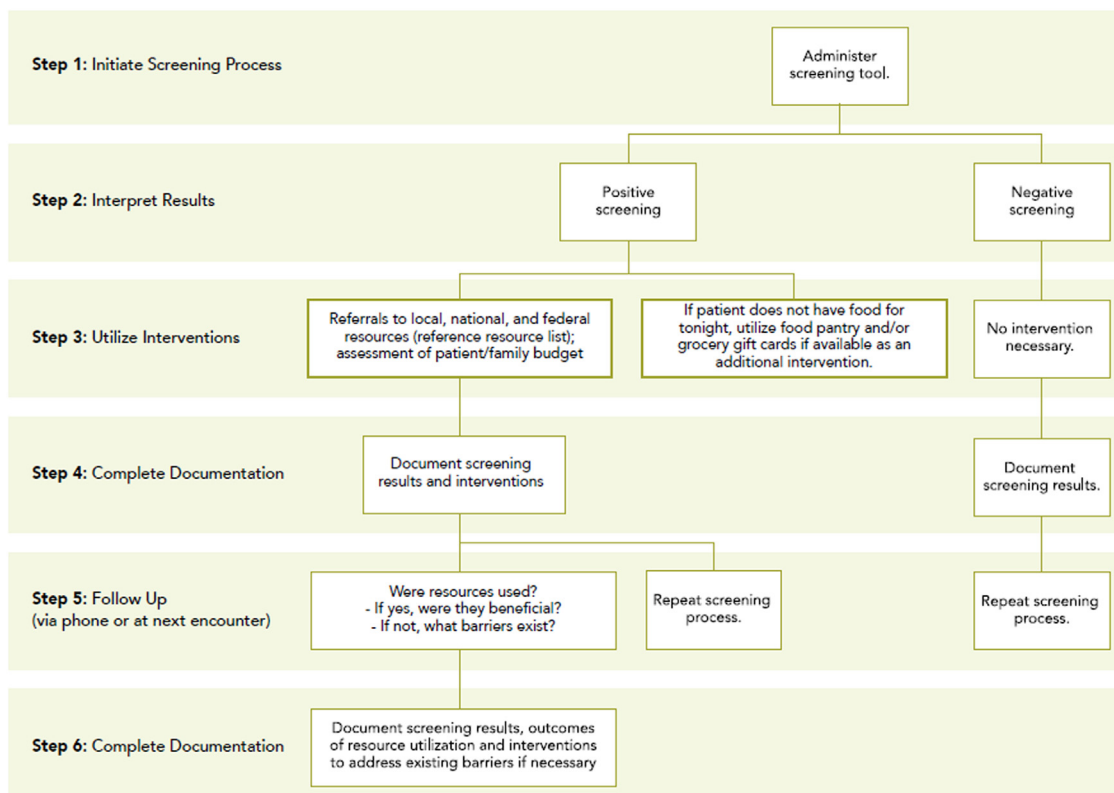 Step 1: Initiate Screening Process
Administer
screening tool.
Step 2: Interpret Results
Positive
screening
Negative
screening
Step 3: Utilize Interventions
Referrals to local, national, and federal
resources (reference resource list);
assessment of patient/family budget
If patient does not have food for
tonight, utilize food pantry and/or
grocery gift cards if available as an
additional intervention.
No intervention
necessary.
Step 4: Complete Documentation
Document screening
results and interventions
Document
screening results.
Step 5: Follow Up
(via phone or at next encounter)
Were resources used?
- If yes, were they beneficial?
- If not, what barriers exist?
Repeat screening
process.
Repeat screening
process.
Step 6: Complete Documentation
Document screening results, outcomes
of resource utilization and interventions
to address existing barriers if necessary